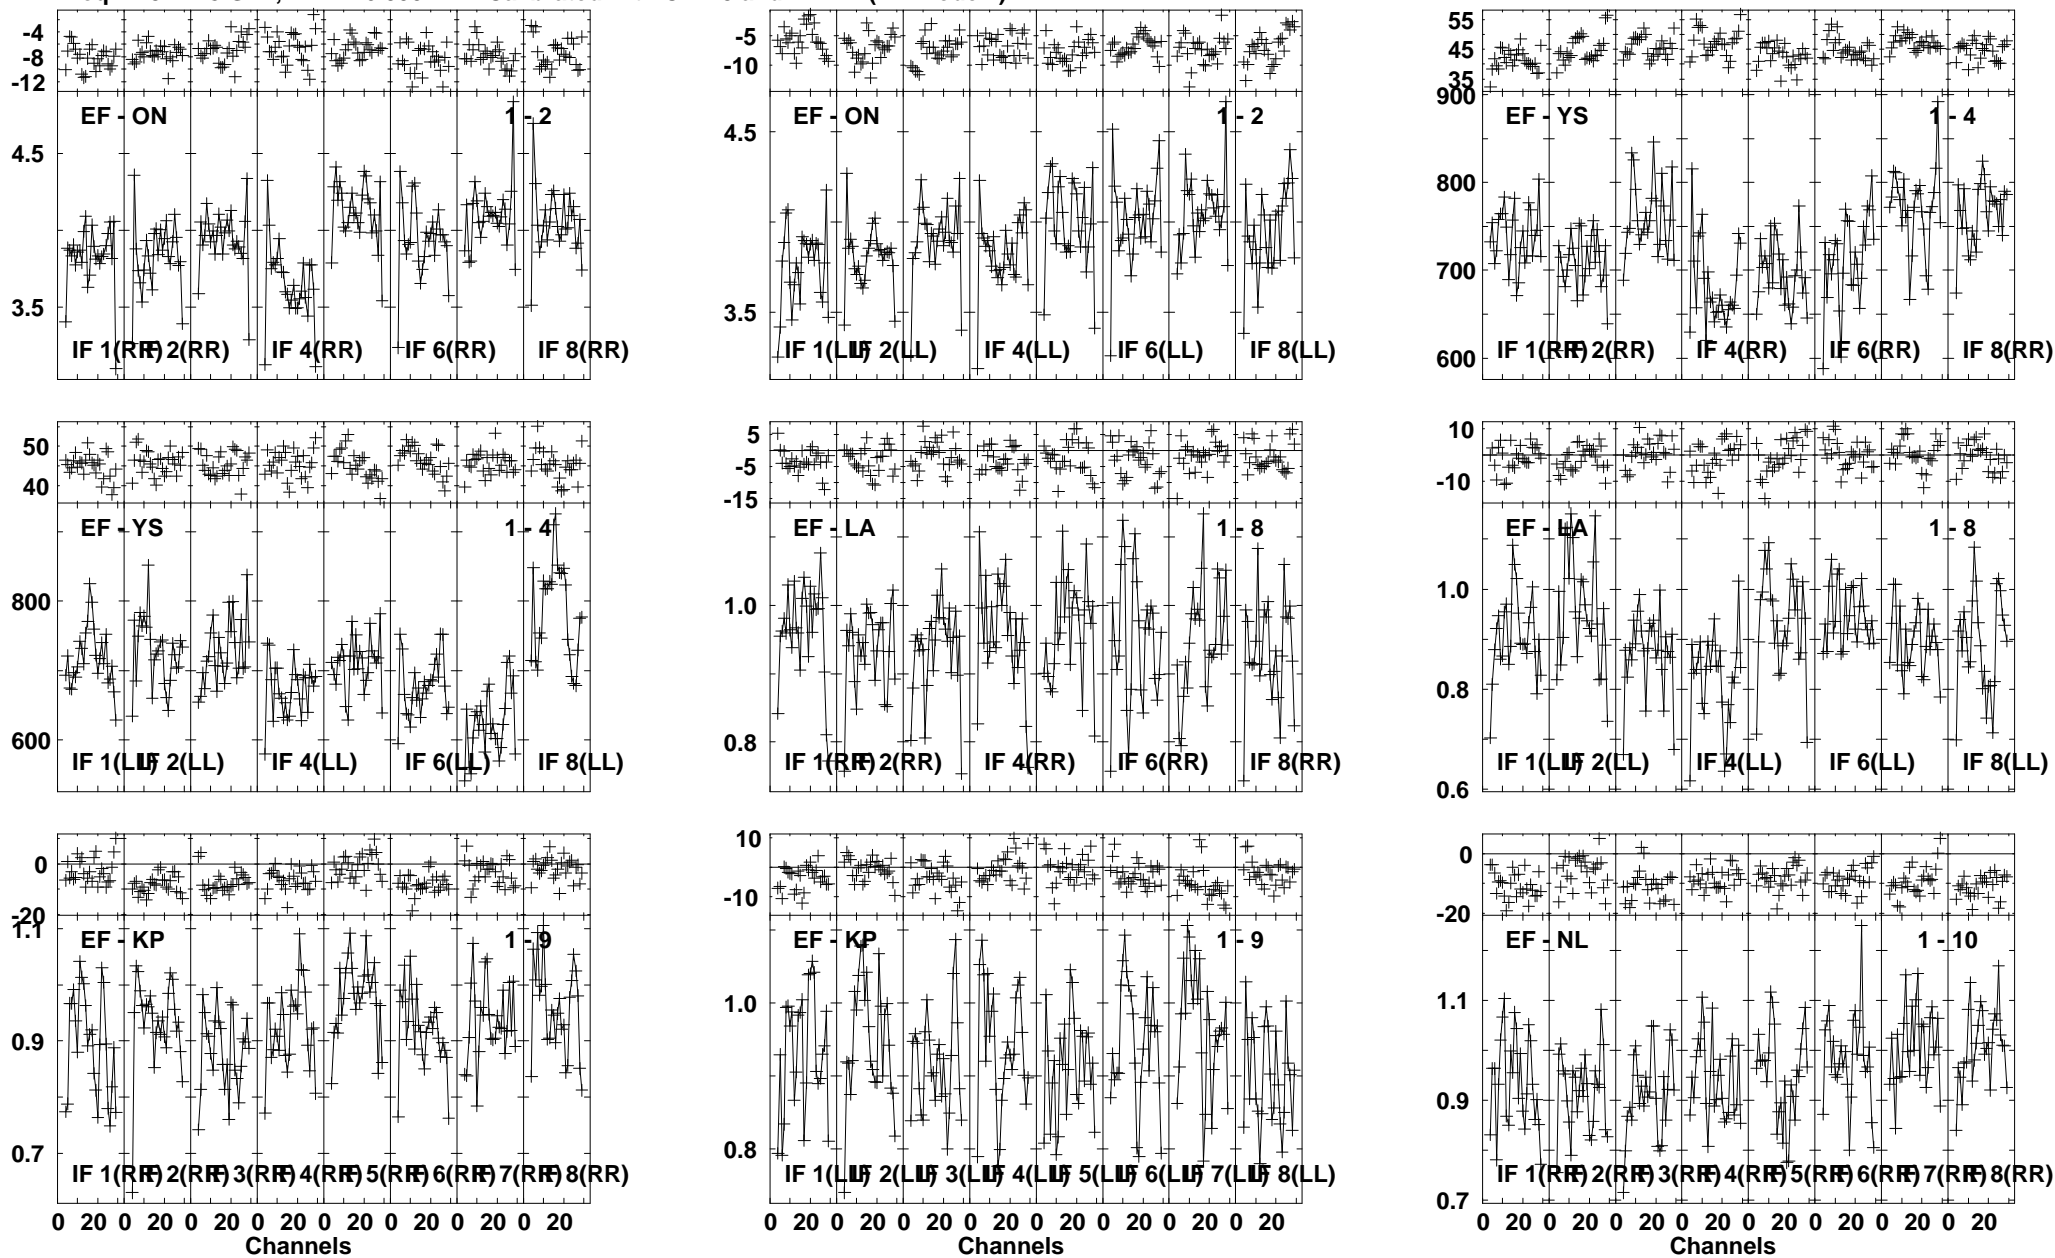 -4
-8
-12
EF - ON
1 - 2
4.5
3.5
IF 1(RR)
IF 2(RR)
IF 4(RR)
IF 6(RR)
IF 8(RR)
-5
-10
EF - ON
1 - 2
4.5
3.5
IF 1(LL)
IF 2(LL)
IF 4(LL)
IF 6(LL)
IF 8(LL)
55
45
35
900
EF - YS
1 - 4
800
700
600
IF 1(RR)
IF 2(RR)
IF 4(RR)
IF 6(RR)
IF 8(RR)
50
40
EF - YS
1 - 4
800
600
IF 1(LL)
IF 2(LL)
IF 4(LL)
IF 6(LL)
IF 8(LL)
5
-5
-15
EF - LA
1 - 8
1.0
0.8
IF 1(RR)
IF 2(RR)
IF 4(RR)
IF 6(RR)
IF 8(RR)
10
-10
EF - LA
1 - 8
1.0
0.8
0.6
IF 1(LL)
IF 2(LL)
IF 4(LL)
IF 6(LL)
IF 8(LL)
0
-20
1.1
EF - KP
1 - 9
0.9
0.7
IF 1(RR)
IF 2(RR)
IF 3(RR)
IF 4(RR)
IF 5(RR)
IF 6(RR)
IF 7(RR)
IF 8(RR)
0 20 0 20 0 20 0 20 0 20 0 20 0 20 0 20
Channels
10
-10
EF - KP
1 - 9
1.0
0.8
IF 1(LL)
IF 2(LL)
IF 3(LL)
IF 4(LL)
IF 5(LL)
IF 6(LL)
IF 7(LL)
IF 8(LL)
0 20 0 20 0 20 0 20 0 20 0 20 0 20 0 20
Channels
0
-20
EF - NL
1 - 10
1.1
0.9
0.7
IF 1(RR)
IF 2(RR)
IF 3(RR)
IF 4(RR)
IF 5(RR)
IF 6(RR)
IF 7(RR)
IF 8(RR)
0 20 0 20 0 20 0 20 0 20 0 20 0 20 0 20
Channels